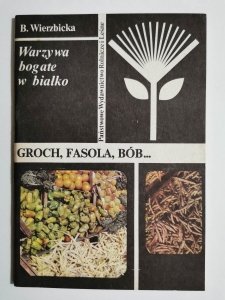 B. Wierzbicka
Warzywa
bogate
w białko
Państwowe Wydawnictwo Rolnicze i Leśne
GROCH, FASOLA, BÓB...